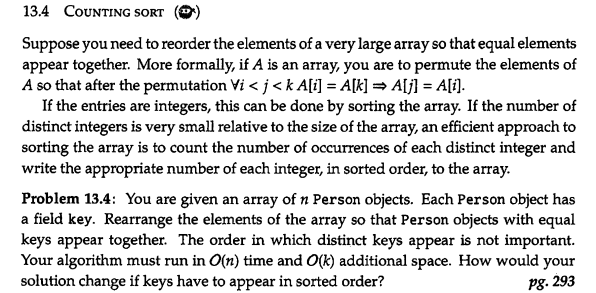 13.4 COUNTING SORT ()
Suppose you need to reorder the elements of a very large array so that equal elements
appear together. More formally, if A is an array, you are to permute the elements of
A so that after the permutation ∀i < j < k A[i] = A[k] ⇒ A[j] = A[i].
If the entries are integers, this can be done by sorting the array. If the number of
distinct integers is very small relative to the size of the array, an efficient approach to
sorting the array is to count the number of occurrences of each distinct integer and
write the appropriate number of each integer, in sorted order, to the array.
Problem 13.4: You are given an array of n Person objects. Each Person object has
a field key. Rearrange the elements of the array so that Person objects with equal
keys appear together. The order in which distinct keys appear is not important.
Your algorithm must run in O(n) time and O(k) additional space. How would your
solution change if keys have to appear in sorted order? pg. 293